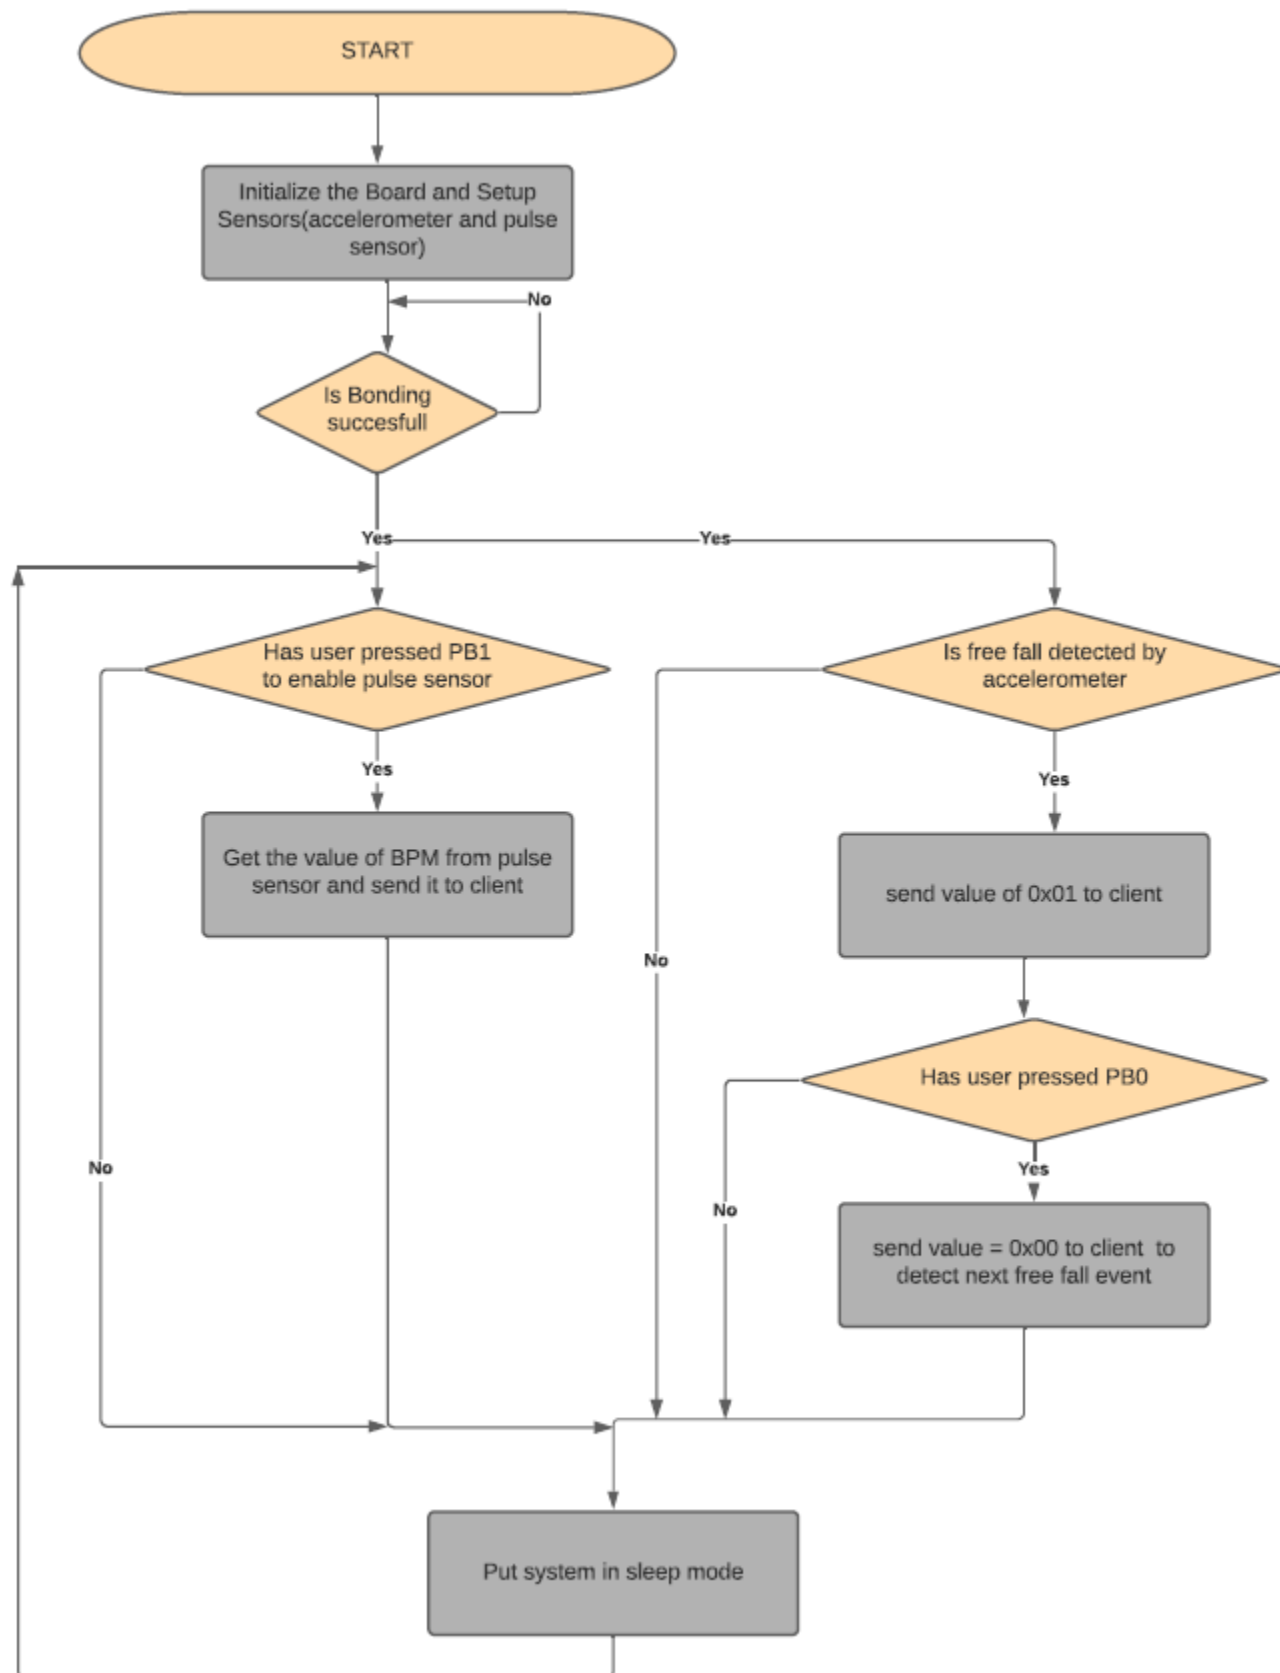 START
Initialize the Board and Setup
Sensors(accelerometer and pulse
sensor)
No
Is Bonding
succesfull
Yes
Yes
Has user pressed PB1
to enable pulse sensor
Is free fall detected by
accelerometer
Yes
Yes
Get the value of BPM from pulse
sensor and send it to client
send value of 0x01 to client
No
Has user pressed PB0
No
Yes
No
send value = 0x00 to client  to
detect next free fall event
Put system in sleep mode